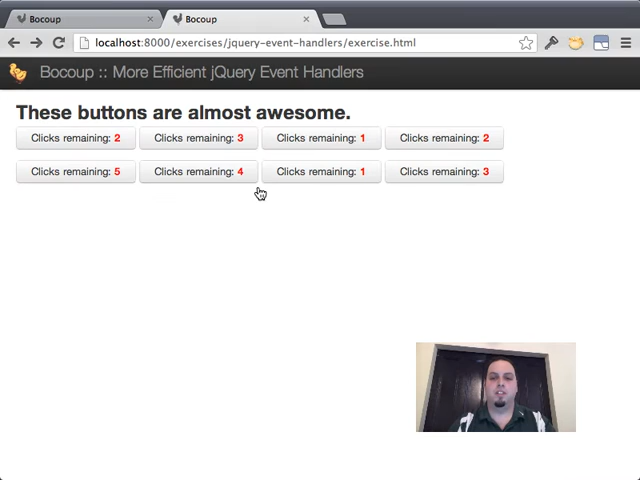 Bocoup
Bocoup
localhost:8000/exercises/jquery-event-handlers/exercise.html
Bocoup :: More Efficient jQuery Event Handlers
These buttons are almost awesome.
Clicks remaining: 2 Clicks remaining: 3 Clicks remaining: 1 Clicks remaining: 2
Clicks remaining: 5 Clicks remaining: 4 Clicks remaining: 1 Clicks remaining: 3